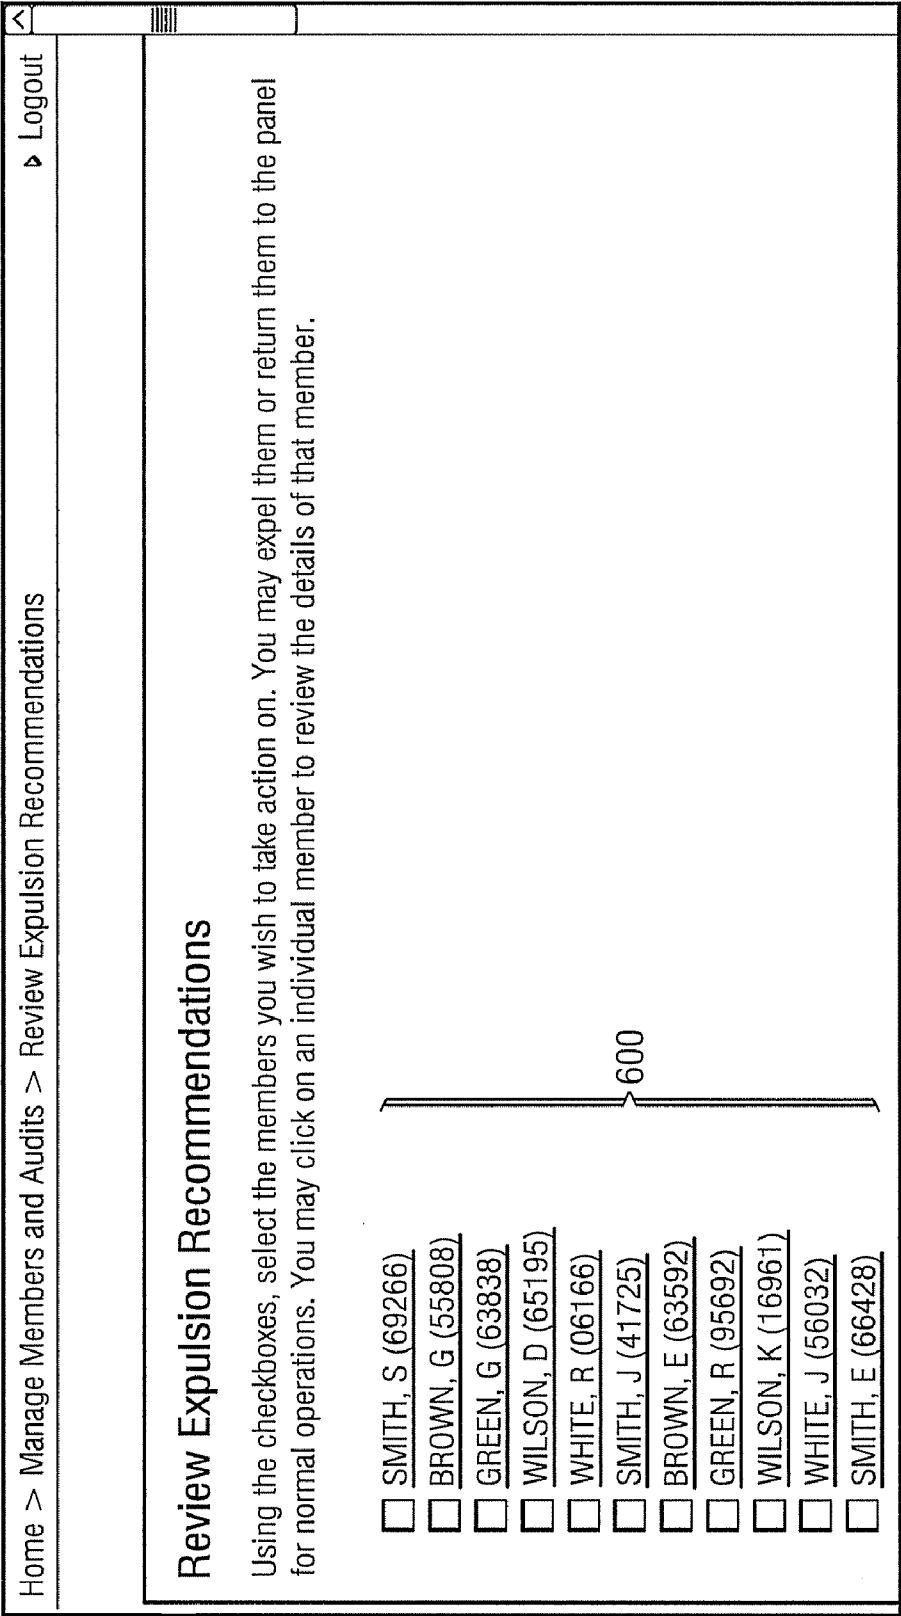 Home > Manage Members and Audits > Review Expulsion Recommendations
Logout
Review Expulsion Recommendations
Using the checkboxes, select the members you wish to take action on. You may expel them or return them to the panel
for normal operations. You may click on an individual member to review the details of that member.
SMITH, S (69266)
BROWN, G (55808)
GREEN, G (63838)
WILSON, D (65195)
WHITE, R (06166)
SMITH, J (41725)
BROWN, E (63592)
GREEN, R (95692)
WILSON, K (16961)
WHITE, J (56032)
SMITH, E (66428)
600